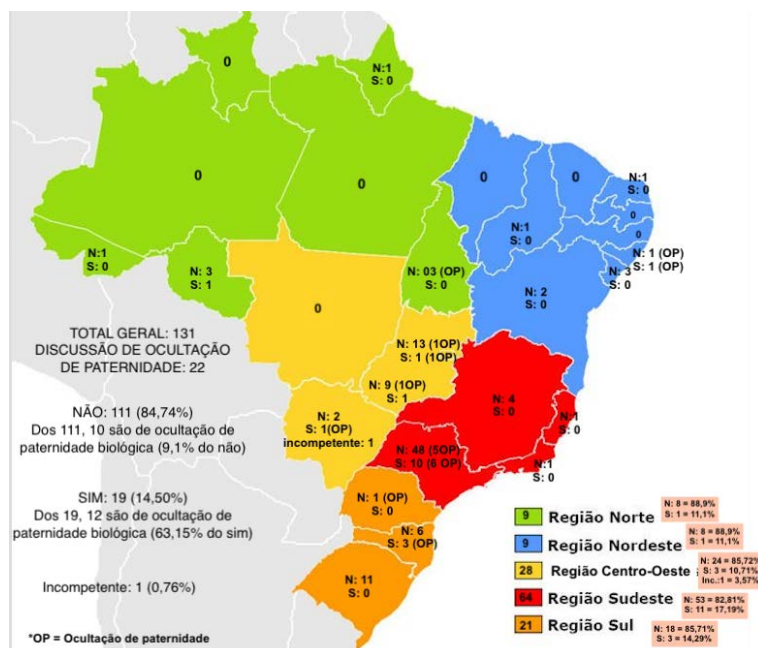 0
N:1
S: 0
0
0
0
0
N:1
S: 0
0
0
N:1
S: 0
N: 1 (OP)
S: 1 (OP)
N: 3
S: 0
N:1
S: 0
N: 3
S: 1
N: 03 (OP)
S: 0
N: 2
S: 0
0
TOTAL GERAL: 131
DISCUSSÃO DE OCULTAÇÃO
DE PATERNIDADE: 22
N: 13 (1OP)
S: 1 (1OP)
N: 9 (1OP)
S: 1
N: 4
S: 0
NÃO: 111 (84,74%)
Dos 111, 10 são de ocultação de
paternidade biológica (9,1% do não)
N: 2
S: 1(OP)
incompetente: 1
N:1
S: 0
N: 48 (5OP)
S: 10 (6 OP)
N:1
S: 0
SIM: 19 (14,50%)
Dos 19, 12 são de ocultação de
paternidade biológica (63,15% do sim)
N: 1 (OP)
S: 0
N: 6
S: 3 (OP)
N: 11
S: 0
Incompetente: 1 (0,76%)
*OP = Ocultação de paternidade
9 Região Norte
N: 8 = 88,9%
S: 1 = 11,1%
9 Região Nordeste
N: 8 = 88,9%
S: 1 = 11,1%
28 Região Centro-Oeste
N: 24 = 85,72%
S: 3 = 10,71%
Inc.:1 = 3,57%
64 Região Sudeste
N: 53 = 82,81%
S: 11 = 17,19%
21 Região Sul
N: 18 = 85,71%
S: 3 = 14,29%